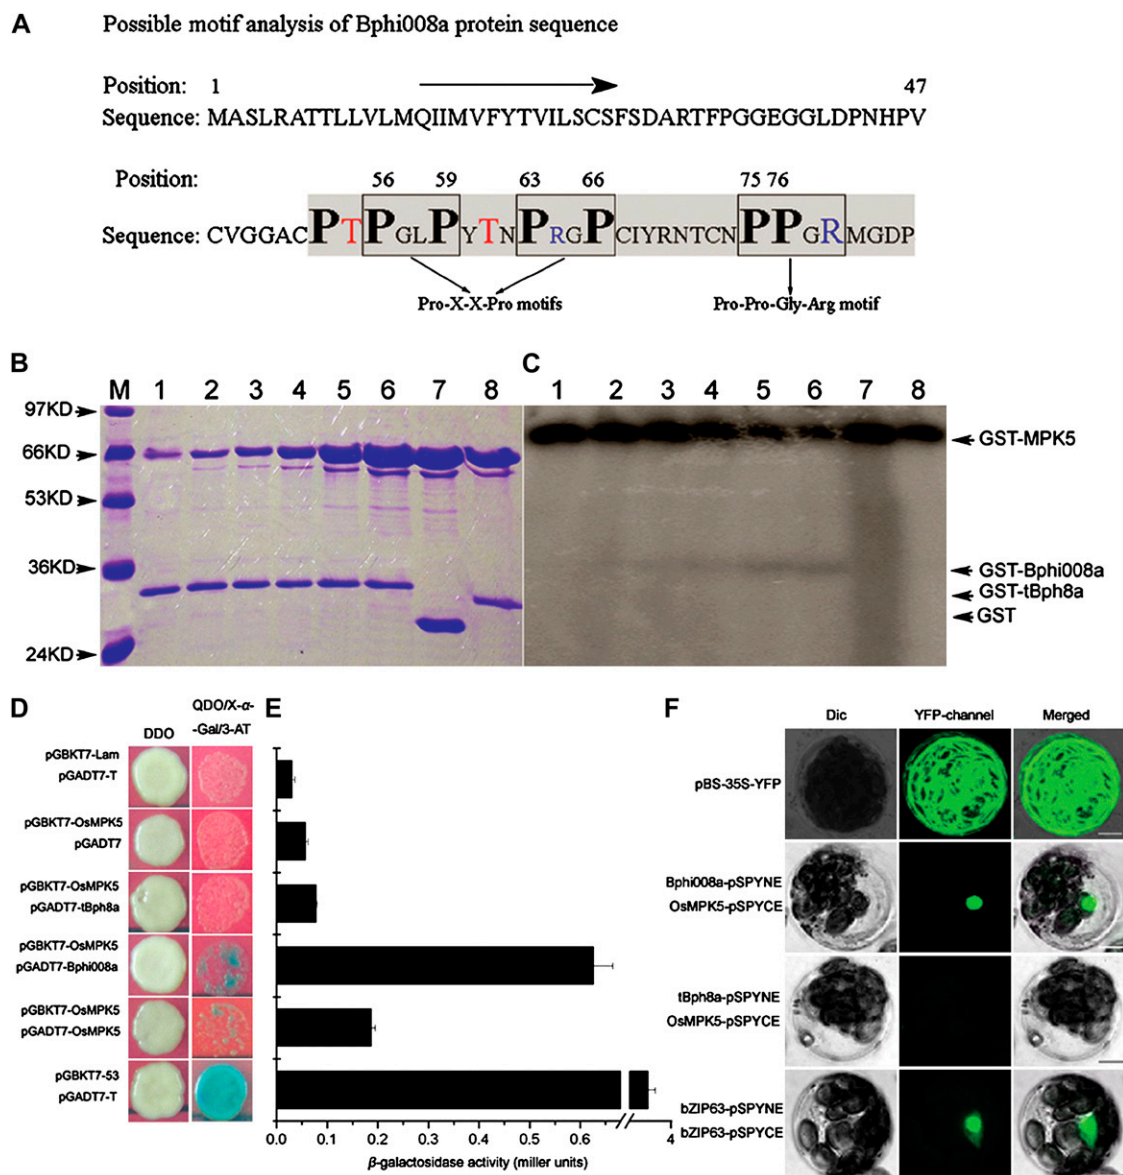 A Possible motif analysis of Bphi008a protein sequence
Position: 1 47
Sequence: MASLRATTLLVLMQIIMVFYTVILSCSFSDARTFPGGEGGLDPNHPV
Position: 56 59 63 66 75 76
Sequence: CVGGACPTPGLPYTNPRGPCIYRNTCNPPGRMGDP
Pro-X-X-Pro motifs Pro-Pro-Gly-Arg motif
B M 1 2 3 4 5 6 7 8
97KD
66KD
53KD
36KD
24KD
C 1 2 3 4 5 6 7 8
GST-MPK5
GST-Bphi008a
GST-tBph8a
GST
D DDO QDO/X-α-
-Gal/3-AT
pGBKT7-Lam
pGADT7-T
pGBKT7-OsMPK5
pGADT7
pGBKT7-OsMPK5
pGADT7-tBph8a
pGBKT7-OsMPK5
pGADT7-Bphi008a
pGBKT7-OsMPK5
pGADT7-OsMPK5
pGBKT7-53
pGADT7-T
E
0.0 0.1 0.2 0.3 0.4 0.5 0.6 4
β-galactosidase activity (miller units)
F
Dic YFP-channel Merged
pBS-35S-YFP
Bphi008a-pSPYNE
OsMPK5-pSPYCE
tBph8a-pSPYNE
OsMPK5-pSPYCE
bZIP63-pSPYNE
bZIP63-pSPYCE